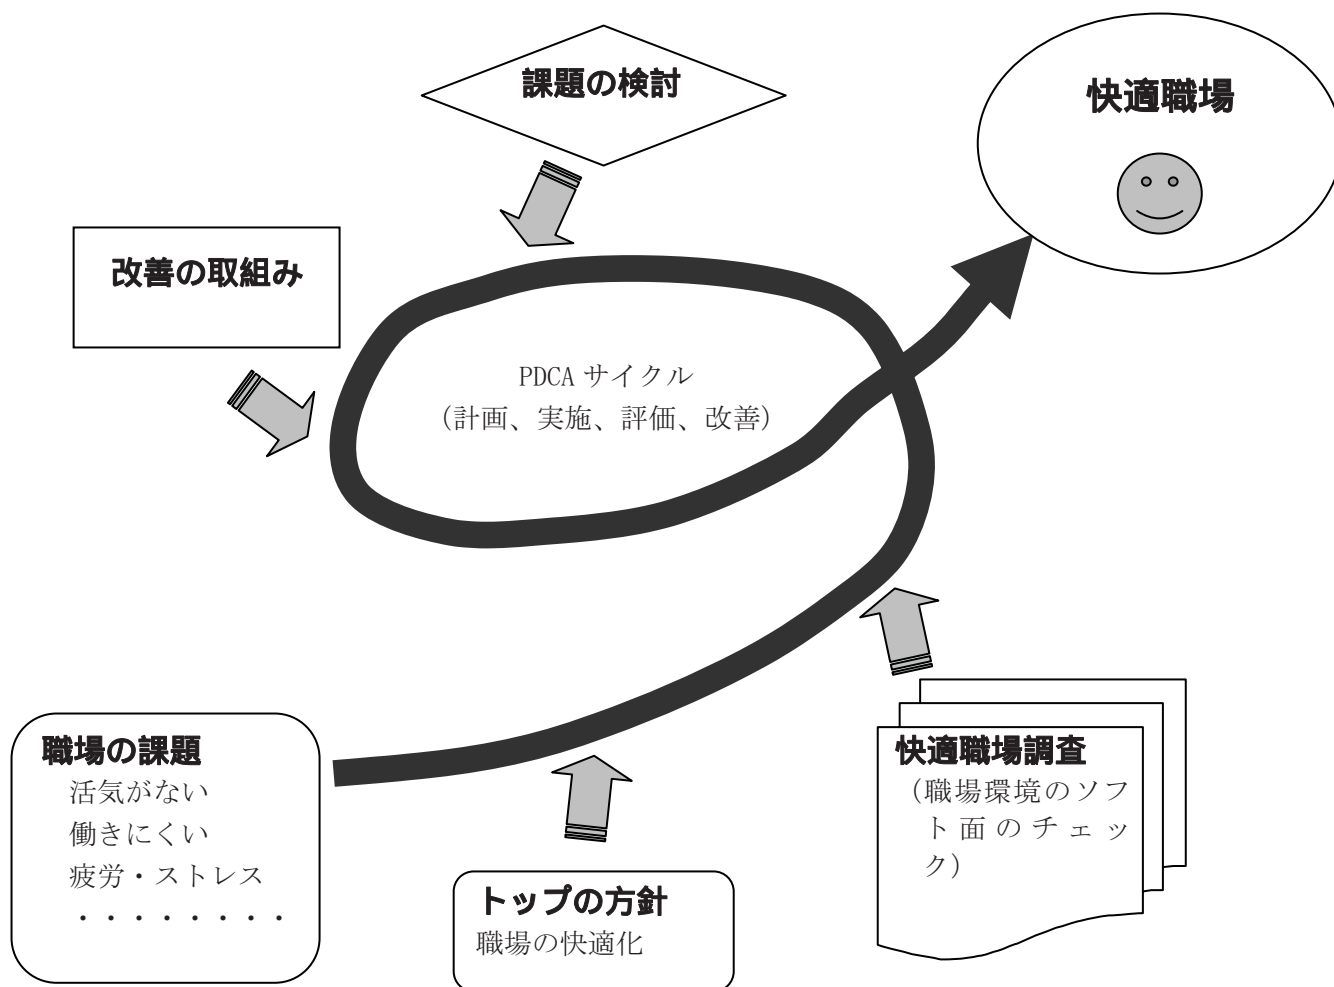 課題の検討
快適職場
改善の取組み
PDCA サイクル
（計画、実施、評価、改善）
職場の課題
活気がない
働きにくい
疲労・ストレス
・・・・・・・・
トップの方針
職場の快適化
快適職場調査
（職場環境のソフ
ト面のチェッ
ク）